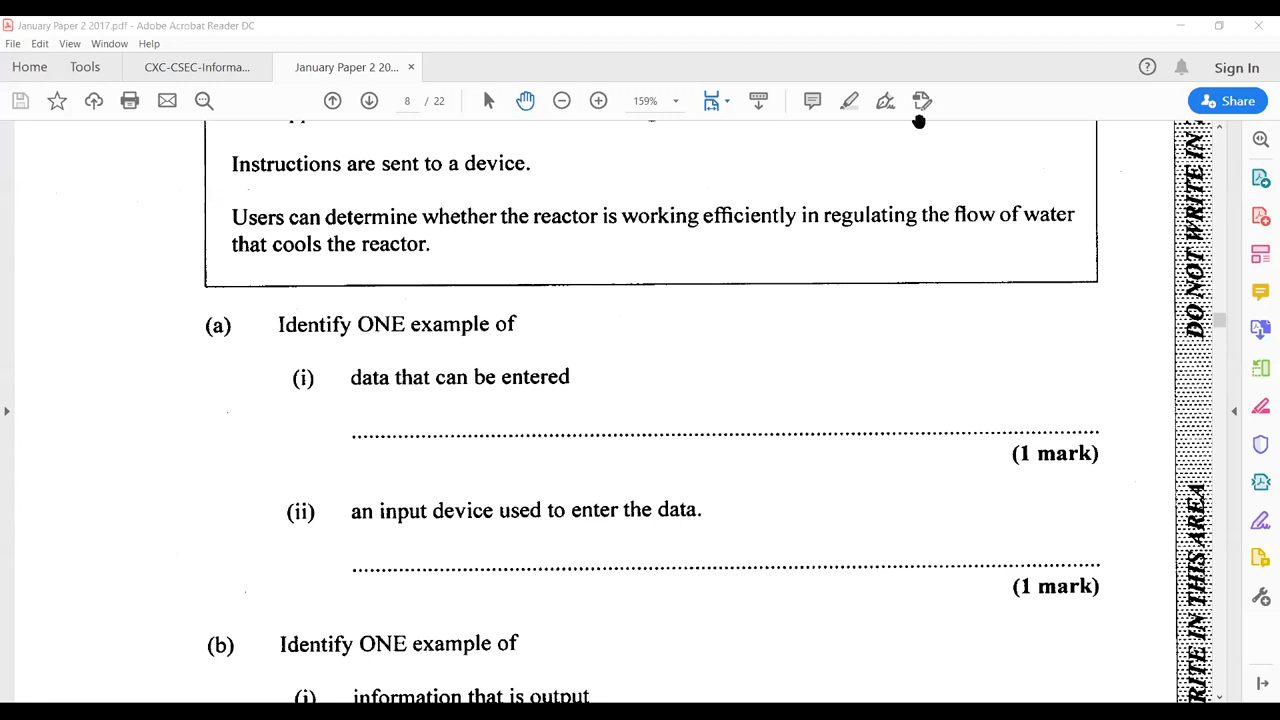 January Paper 2 2017.pdf - Adobe Acrobat Reader DC
File Edit View Window Help
Home Tools CXC-CSEC-Informa... January Paper 2 20... ×
8 / 22 159% Share
Sign In
Instructions are sent to a device.
Users can determine whether the reactor is working efficiently in regulating the flow of water
that cools the reactor.
(a) Identify ONE example of
(i) data that can be entered
(1 mark)
(ii) an input device used to enter the data.
(1 mark)
(b) Identify ONE example of
(i) information that is output
DO NOT WRITE IN
RITE IN THIS AREA